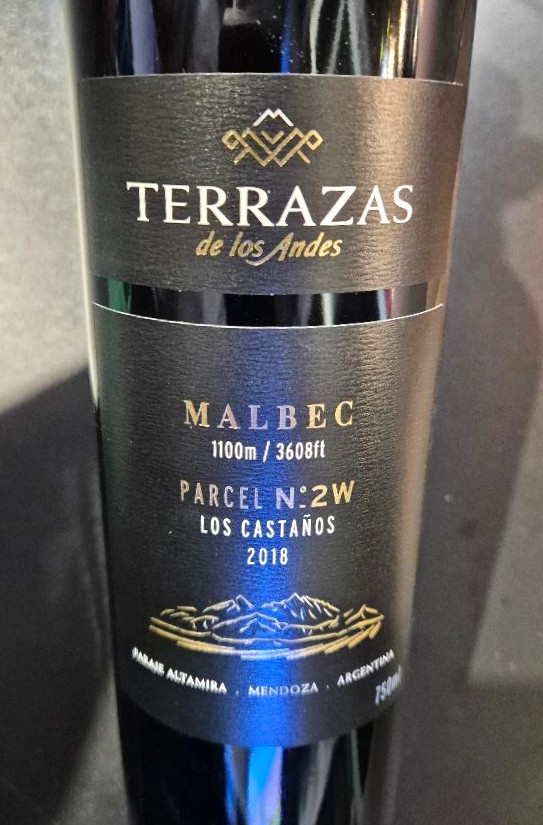 TERRAZAS
de los Andes
MALBEC
1100m / 3608ft
PARCEL N° 2W
LOS CASTAÑOS
2018
PARAJE ALTAMIRA . MENDOZA . ARGENTINA
750ml